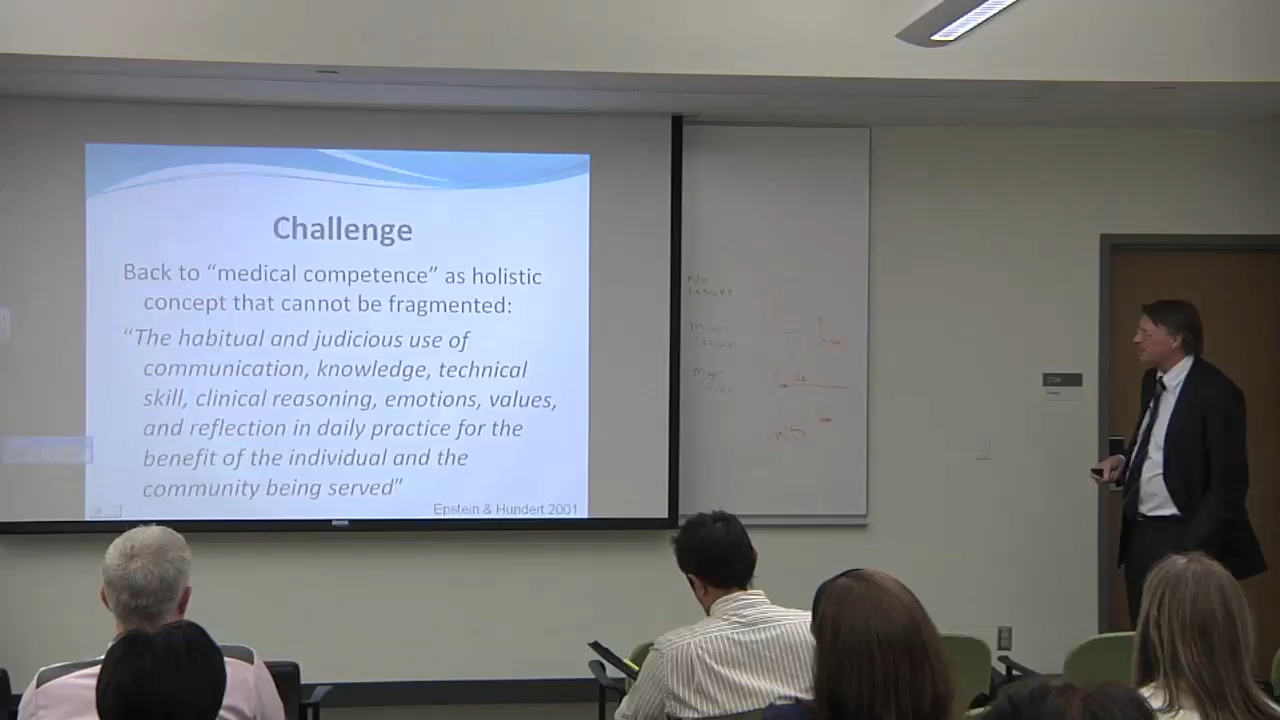 Challenge
Back to “medical competence” as holistic
concept that cannot be fragmented:
“The habitual and judicious use of
communication, knowledge, technical
skill, clinical reasoning, emotions, values,
and reflection in daily practice for the
benefit of the individual and the
community being served”
Epstein & Hundert 2001